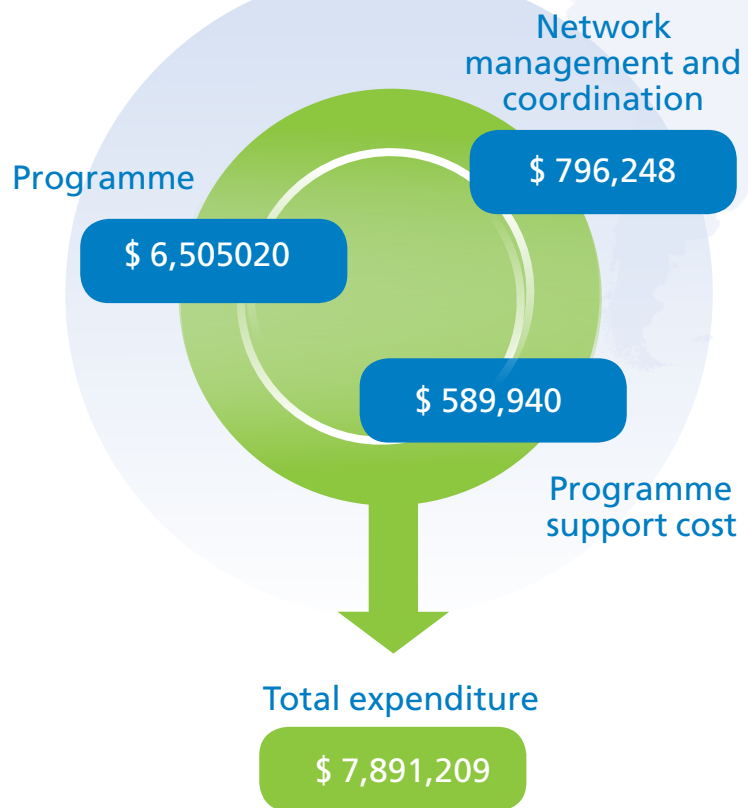 Network
management and
coordination
$ 796,248
Programme
$ 6,505020
$ 589,940
Programme
support cost
Total expenditure
$ 7,891,209